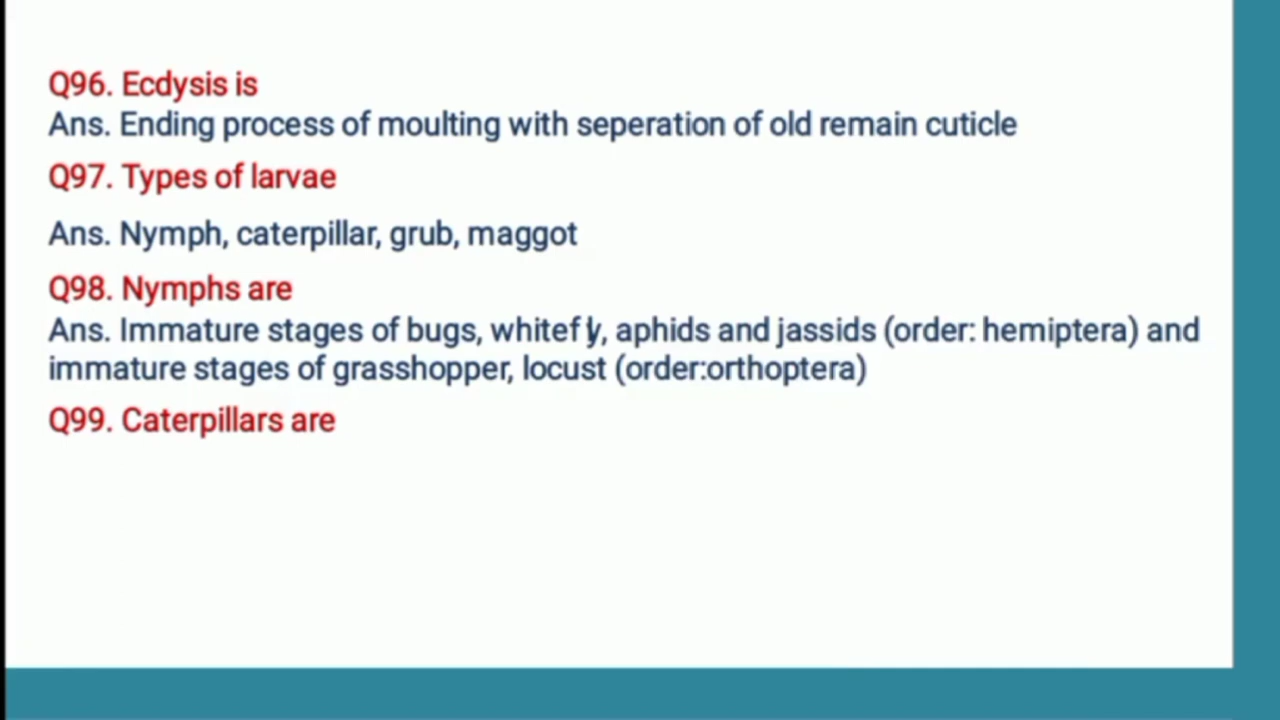 Q96. Ecdysis is
Ans. Ending process of moulting with seperation of old remain cuticle
Q97. Types of larvae
Ans. Nymph, caterpillar, grub, maggot
Q98. Nymphs are
Ans. Immature stages of bugs, whitefly, aphids and jassids (order: hemiptera) and
immature stages of grasshopper, locust (order:orthoptera)
Q99. Caterpillars are